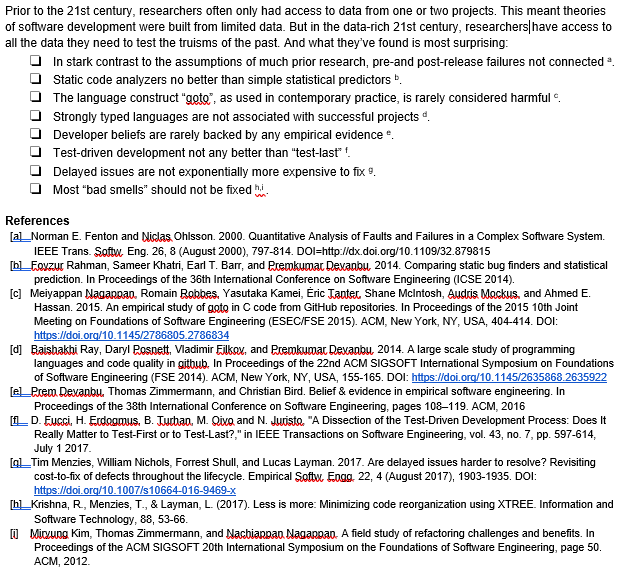 Prior to the 21st century, researchers often only had access to data from one or two projects. This meant theories
of software development were built from limited data. But in the data-rich 21st century, researchers have access to
all the data they need to test the truisms of the past. And what they've found is most surprising:
❑ In stark contrast to the assumptions of much prior research, pre-and post-release failures not connected a.
❑ Static code analyzers no better than simple statistical predictors b.
❑ The language construct "goto", as used in contemporary practice, is rarely considered harmful c.
❑ Strongly typed languages are not associated with successful projects d.
❑ Developer beliefs are rarely backed by any empirical evidence e.
❑ Test-driven development not any better than "test-last" f.
❑ Delayed issues are not exponentially more expensive to fix g.
❑ Most "bad smells" should not be fixed h,i.
References
[a] Norman E. Fenton and Niclas Ohlsson. 2000. Quantitative Analysis of Faults and Failures in a Complex Software System.
IEEE Trans. Softw. Eng. 26, 8 (August 2000), 797-814. DOI=http://dx.doi.org/10.1109/32.879815
[b] Foyzur Rahman, Sameer Khatri, Earl T. Barr, and Premkumar Devanbu. 2014. Comparing static bug finders and statistical
prediction. In Proceedings of the 36th International Conference on Software Engineering (ICSE 2014).
[c] Meiyappan Nagappan, Romain Robbes, Yasutaka Kamei, Éric Tanter, Shane McIntosh, Audris Mockus, and Ahmed E.
Hassan. 2015. An empirical study of goto in C code from GitHub repositories. In Proceedings of the 2015 10th Joint
Meeting on Foundations of Software Engineering (ESEC/FSE 2015). ACM, New York, NY, USA, 404-414. DOI:
https://doi.org/10.1145/2786805.2786834
[d] Baishakhi Ray, Daryl Posnett, Vladimir Filkov, and Premkumar Devanbu. 2014. A large scale study of programming
languages and code quality in github. In Proceedings of the 22nd ACM SIGSOFT International Symposium on Foundations
of Software Engineering (FSE 2014). ACM, New York, NY, USA, 155-165. DOI: https://doi.org/10.1145/2635868.2635922
[e] Prem Devanbu, Thomas Zimmermann, and Christian Bird. Belief & evidence in empirical software engineering. In
Proceedings of the 38th International Conference on Software Engineering, pages 108–119. ACM, 2016
[f] D. Fucci, H. Erdogmus, B. Turhan, M. Oivo and N. Juristo, "A Dissection of the Test-Driven Development Process: Does It
Really Matter to Test-First or to Test-Last?," in IEEE Transactions on Software Engineering, vol. 43, no. 7, pp. 597-614,
July 1 2017.
[g] Tim Menzies, William Nichols, Forrest Shull, and Lucas Layman. 2017. Are delayed issues harder to resolve? Revisiting
cost-to-fix of defects throughout the lifecycle. Empirical Softw. Engg. 22, 4 (August 2017), 1903-1935. DOI:
https://doi.org/10.1007/s10664-016-9469-x
[h] Krishna, R., Menzies, T., & Layman, L. (2017). Less is more: Minimizing code reorganization using XTREE. Information and
Software Technology, 88, 53-66.
[i] Miryung Kim, Thomas Zimmermann, and Nachiappan Nagappan. A field study of refactoring challenges and benefits. In
Proceedings of the ACM SIGSOFT 20th International Symposium on the Foundations of Software Engineering, page 50.
ACM, 2012.